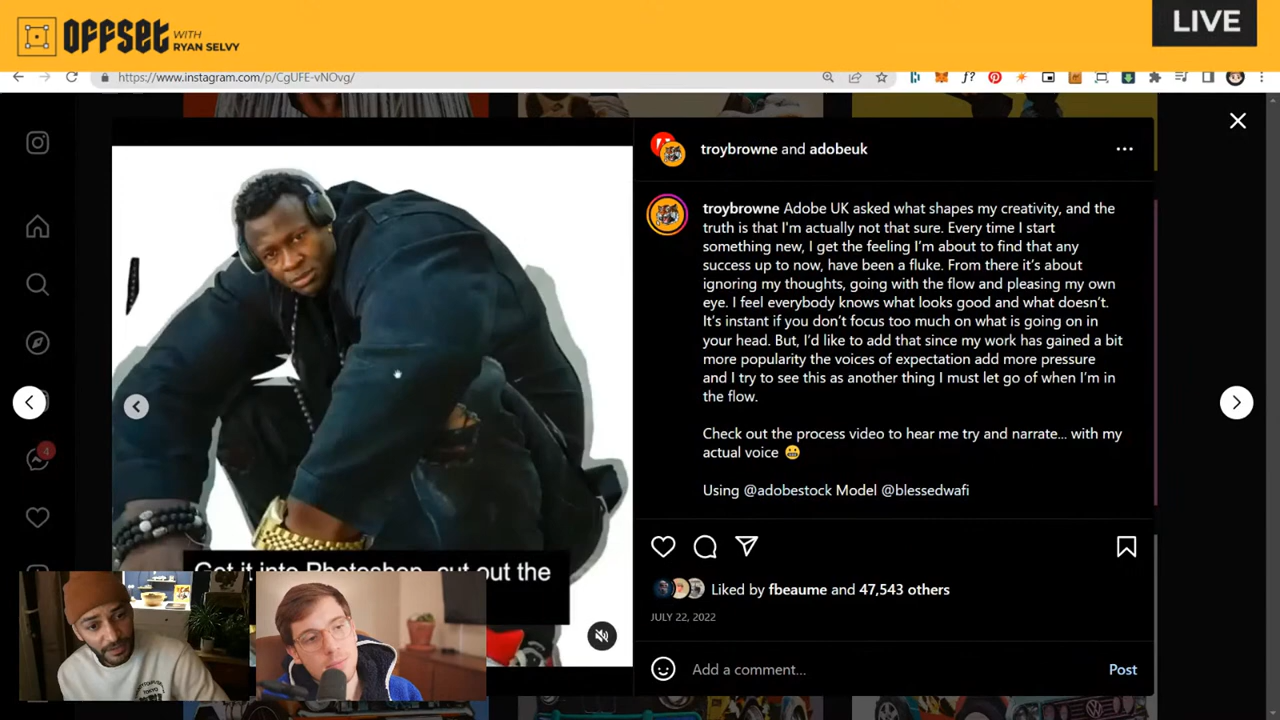 OFFSET WITH RYAN SELVY
LIVE
https://www.instagram.com/p/CgUFE-vNOvg/
troybrowne and adobeuk
troybrowne Adobe UK asked what shapes my creativity, and the
truth is that I'm actually not that sure. Every time I start
something new, I get the feeling I'm about to find that any
success up to now, have been a fluke. From there it's about
ignoring my thoughts, going with the flow and pleasing my own
eye. I feel everybody knows what looks good and what doesn't.
It's instant if you don't focus too much on what is going on in
your head. But, I'd like to add that since my work has gained a bit
more popularity the voices of expectation add more pressure
and I try to see this as another thing I must let go of when I'm in
the flow.
Check out the process video to hear me try and narrate... with my
actual voice 😬
Using @adobestock Model @blessedwafi
4
Get it into Photoshop, cut out the
Liked by fbeaume and 47,543 others
JULY 22, 2022
Add a comment...
Post